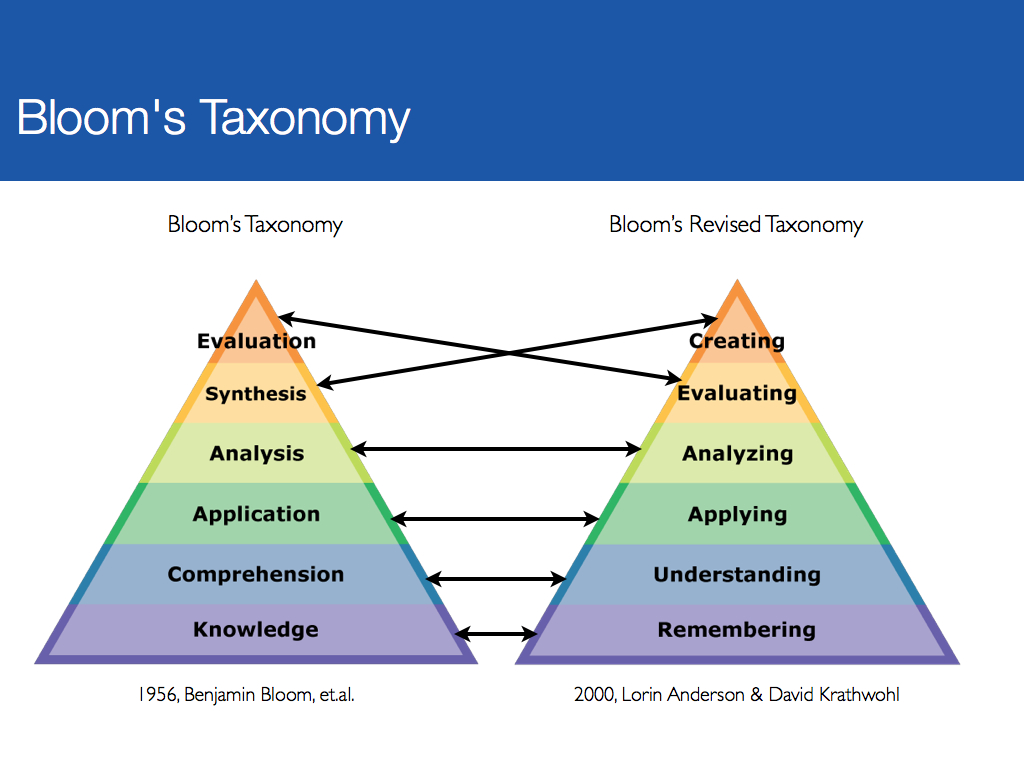 Bloom's Taxonomy
Bloom's Taxonomy
Bloom's Revised Taxonomy
Evaluation
Synthesis
Analysis
Application
Comprehension
Knowledge
Creating
Evaluating
Analyzing
Applying
Understanding
Remembering
1956, Benjamin Bloom, et.al.
2000, Lorin Anderson & David Krathwohl